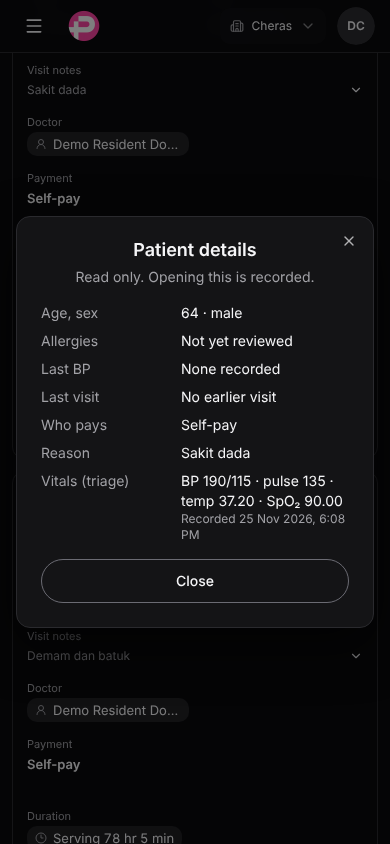 Cheras
DC
Visit notes
Sakit dada
Doctor
Demo Resident Do...
Payment
Self-pay
Patient details
Read only. Opening this is recorded.
Age, sex 64 · male
Allergies Not yet reviewed
Last BP None recorded
Last visit No earlier visit
Who pays Self-pay
Reason Sakit dada
Vitals (triage) BP 190/115 · pulse 135 ·
temp 37.20 · SpO₂ 90.00
Recorded 25 Nov 2026, 6:08
PM
Close
Visit notes
Demam dan batuk
Doctor
Demo Resident Do...
Payment
Self-pay
Duration
Serving 78 hr 5 min